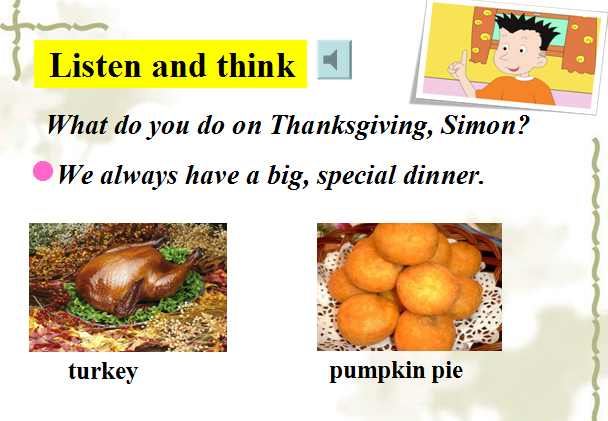 Listen and think
What do you do on Thanksgiving, Simon?
We always have a big, special dinner.
turkey
pumpkin pie